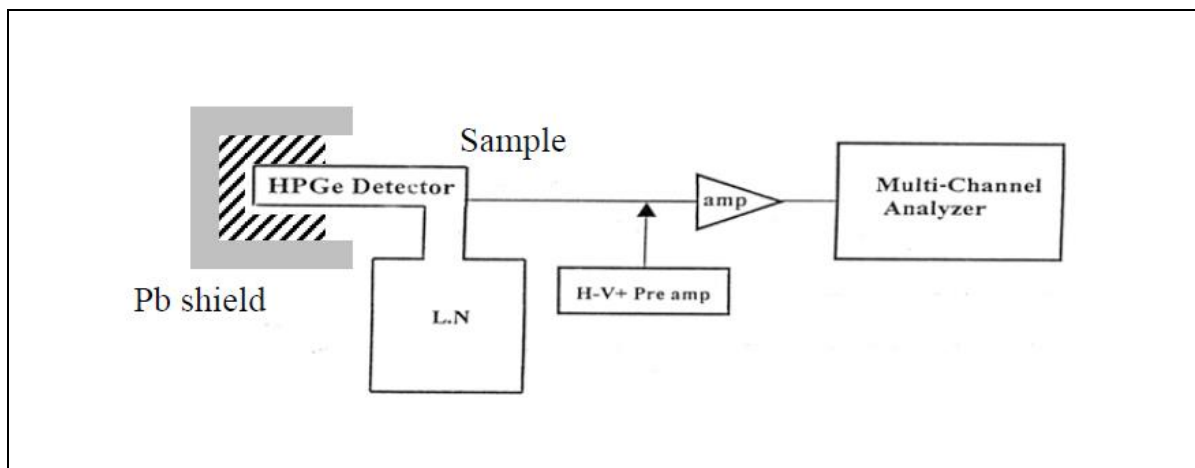 Sample
HPGe Detector
amp
Multi-Channel
Analyzer
Pb shield
H-V+ Pre amp
L.N